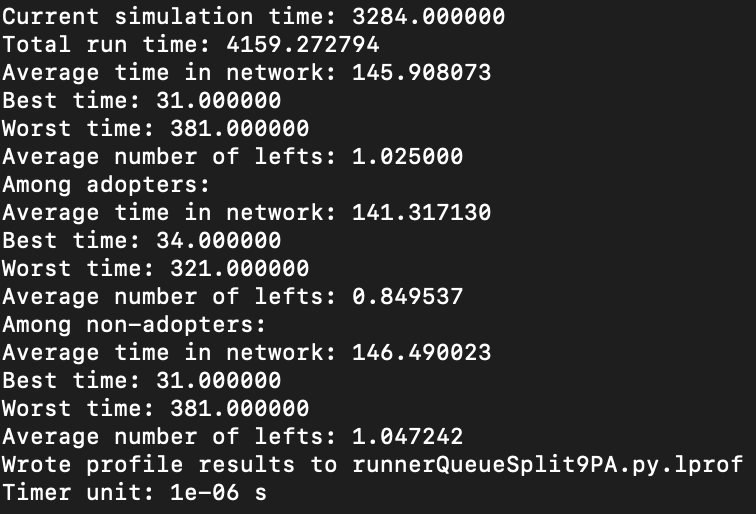 Current simulation time: 3284.000000
Total run time: 4159.272794
Average time in network: 145.908073
Best time: 31.000000
Worst time: 381.000000
Average number of lefts: 1.025000
Among adopters:
Average time in network: 141.317130
Best time: 34.000000
Worst time: 321.000000
Average number of lefts: 0.849537
Among non-adopters:
Average time in network: 146.490023
Best time: 31.000000
Worst time: 381.000000
Average number of lefts: 1.047242
Wrote profile results to runnerQueueSplit9PA.py.lprof
Timer unit: 1e-06 s